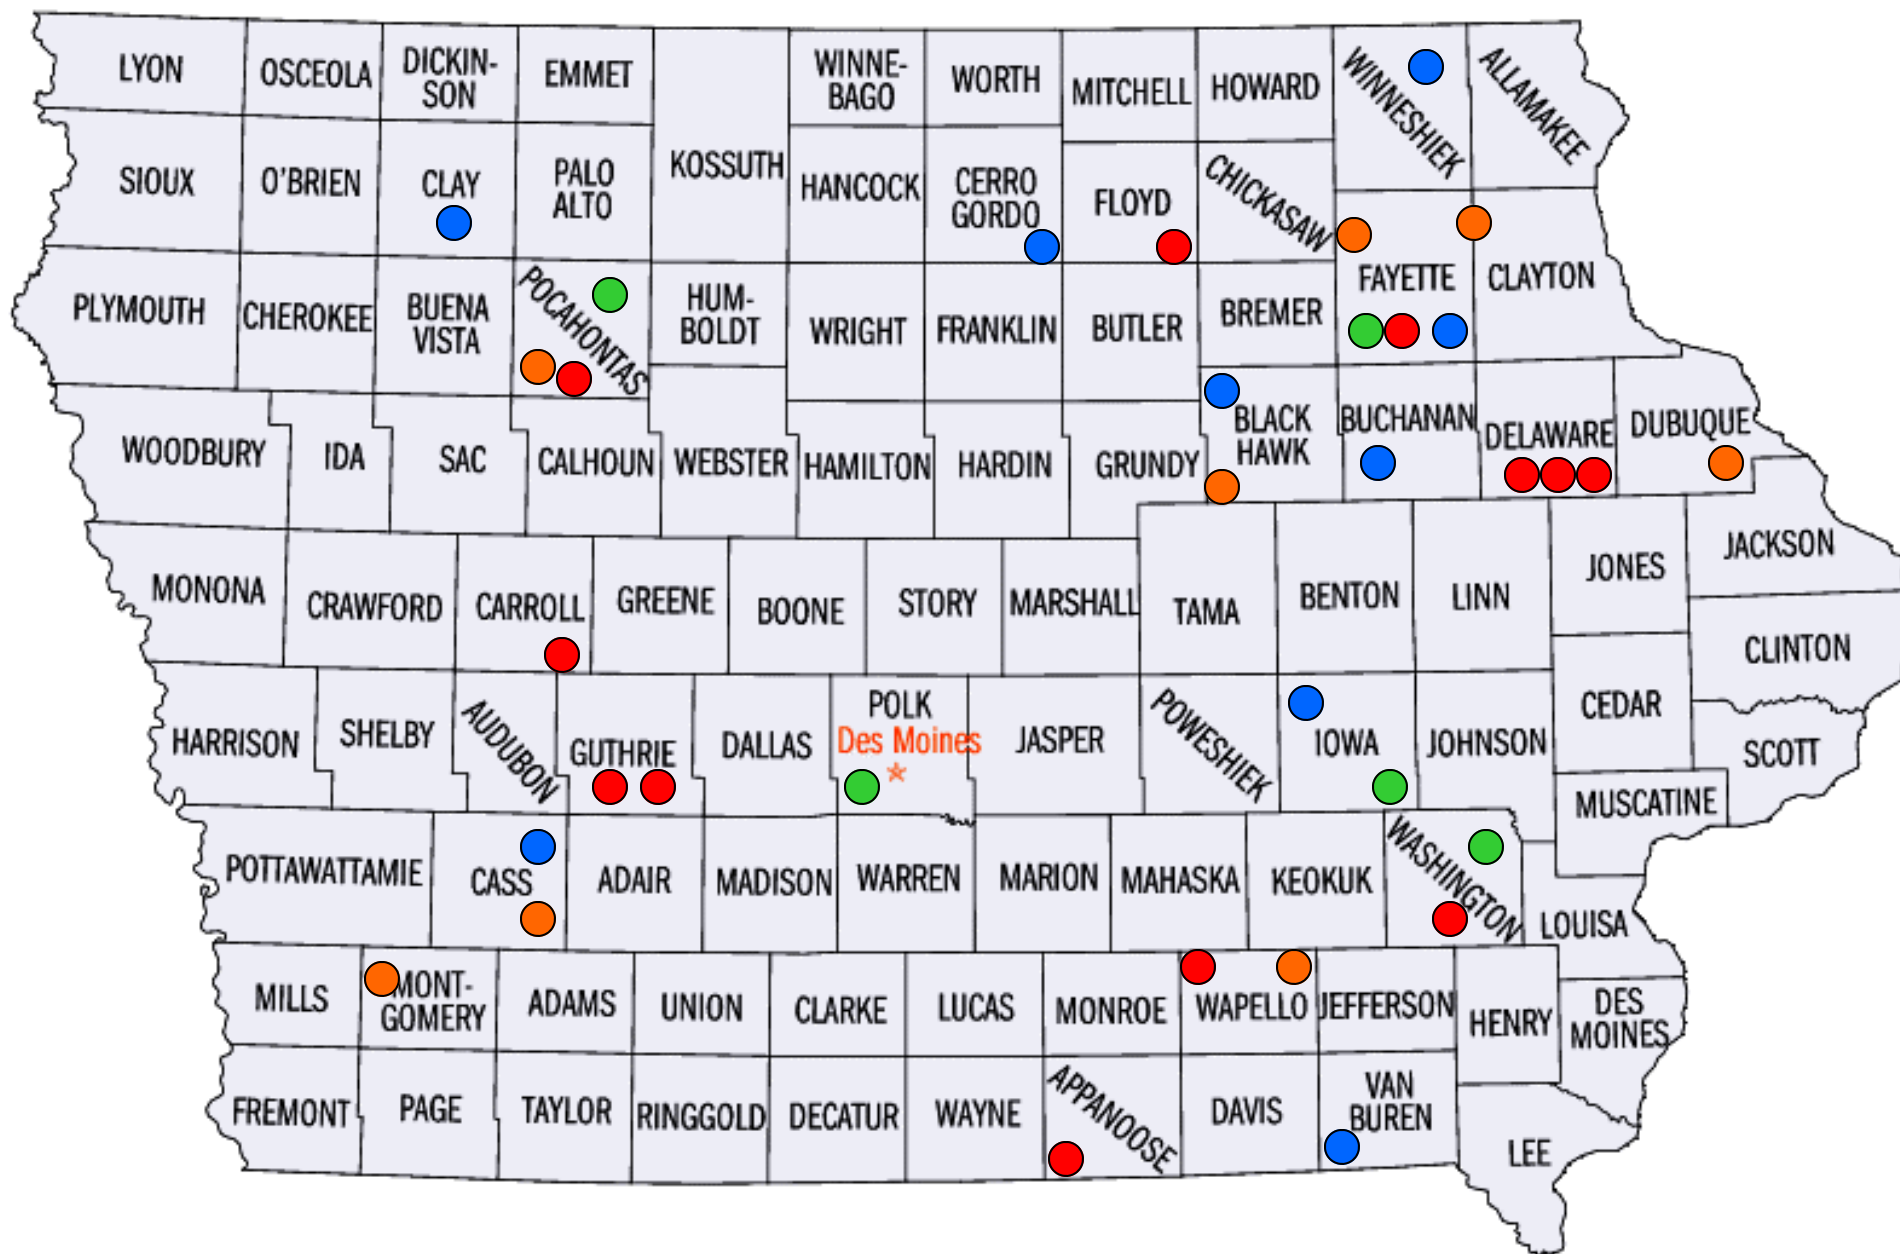 LYON
OSCEOLA
DICKIN-
SON
EMMET
WINNE-
BAGO
WORTH
MITCHELL
HOWARD
WINNESHIEK
ALLAMAKEE
SIOUX
O'BRIEN
CLAY
PALO
ALTO
KOSSUTH
HANCOCK
CERRO
GORDO
FLOYD
CHICKASAW
FAYETTE
CLAYTON
PLYMOUTH
CHEROKEE
BUENA
VISTA
POCAHONTAS
HUM-
BOLDT
WRIGHT
FRANKLIN
BUTLER
BREMER
WOODBURY
IDA
SAC
CALHOUN
WEBSTER
HAMILTON
HARDIN
GRUNDY
BLACK
HAWK
BUCHANAN
DELAWARE
DUBUQUE
MONONA
CRAWFORD
CARROLL
GREENE
BOONE
STORY
MARSHALL
TAMA
BENTON
LINN
JONES
JACKSON
CLINTON
HARRISON
SHELBY
AUDUBON
GUTHRIE
DALLAS
POLK
Des Moines
*
JASPER
POWESHIEK
IOWA
JOHNSON
CEDAR
SCOTT
MUSCATINE
POTTAWATTAMIE
CASS
ADAIR
MADISON
WARREN
MARION
MAHASKA
KEOKUK
WASHINGTON
LOUISA
MILLS
MONT-
GOMERY
ADAMS
UNION
CLARKE
LUCAS
MONROE
WAPELLO
JEFFERSON
HENRY
DES
MOINES
FREMONT
PAGE
TAYLOR
RINGGOLD
DECATUR
WAYNE
APPANOOSE
DAVIS
VAN
BUREN
LEE